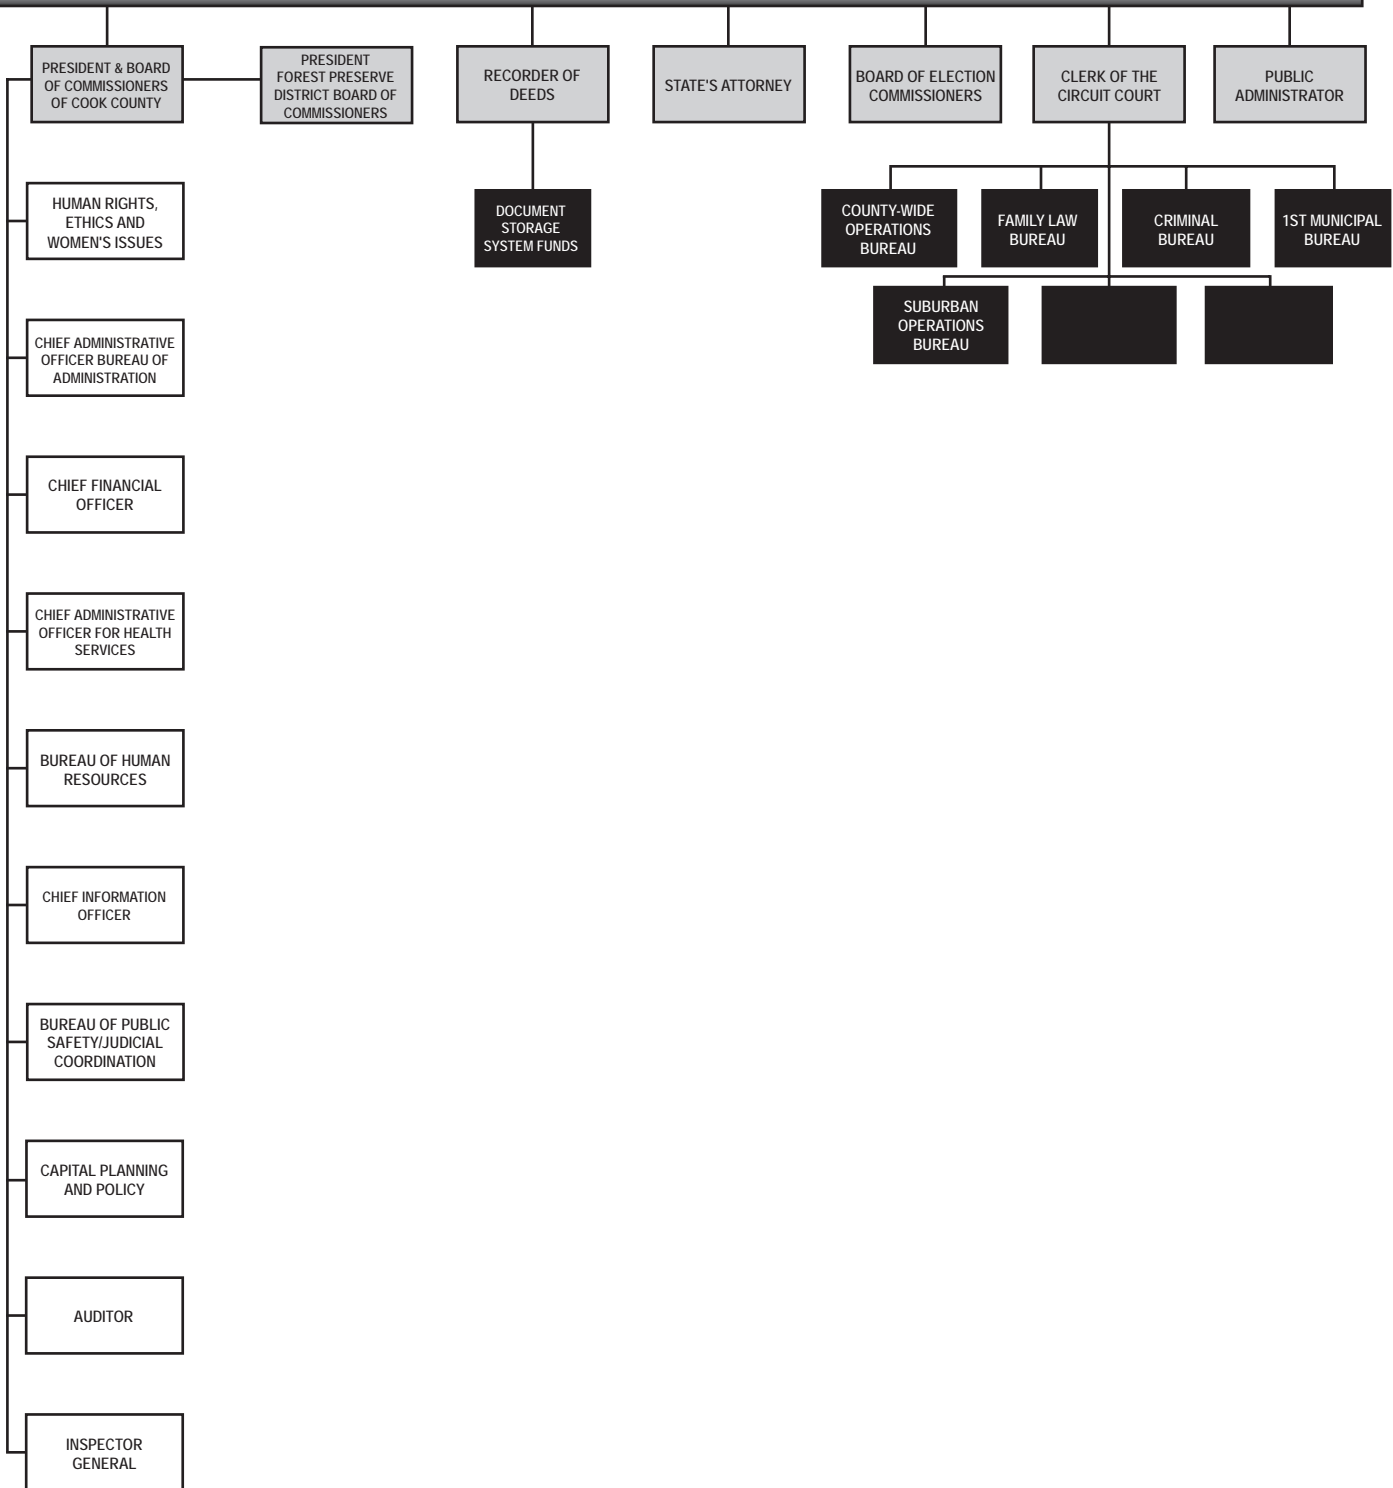 PRESIDENT & BOARD
OF COMMISSIONERS
OF COOK COUNTY
PRESIDENT
FOREST PRESERVE
DISTRICT BOARD OF
COMMISSIONERS
RECORDER OF
DEEDS
STATE'S ATTORNEY
BOARD OF ELECTION
COMMISSIONERS
CLERK OF THE
CIRCUIT COURT
PUBLIC
ADMINISTRATOR
HUMAN RIGHTS,
ETHICS AND
WOMEN'S ISSUES
DOCUMENT
STORAGE
SYSTEM FUNDS
COUNTY-WIDE
OPERATIONS
BUREAU
FAMILY LAW
BUREAU
CRIMINAL
BUREAU
1ST MUNICIPAL
BUREAU
SUBURBAN
OPERATIONS
BUREAU
CHIEF ADMINISTRATIVE
OFFICER BUREAU OF
ADMINISTRATION
CHIEF FINANCIAL
OFFICER
CHIEF ADMINISTRATIVE
OFFICER FOR HEALTH
SERVICES
BUREAU OF HUMAN
RESOURCES
CHIEF INFORMATION
OFFICER
BUREAU OF PUBLIC
SAFETY/JUDICIAL
COORDINATION
CAPITAL PLANNING
AND POLICY
AUDITOR
INSPECTOR
GENERAL